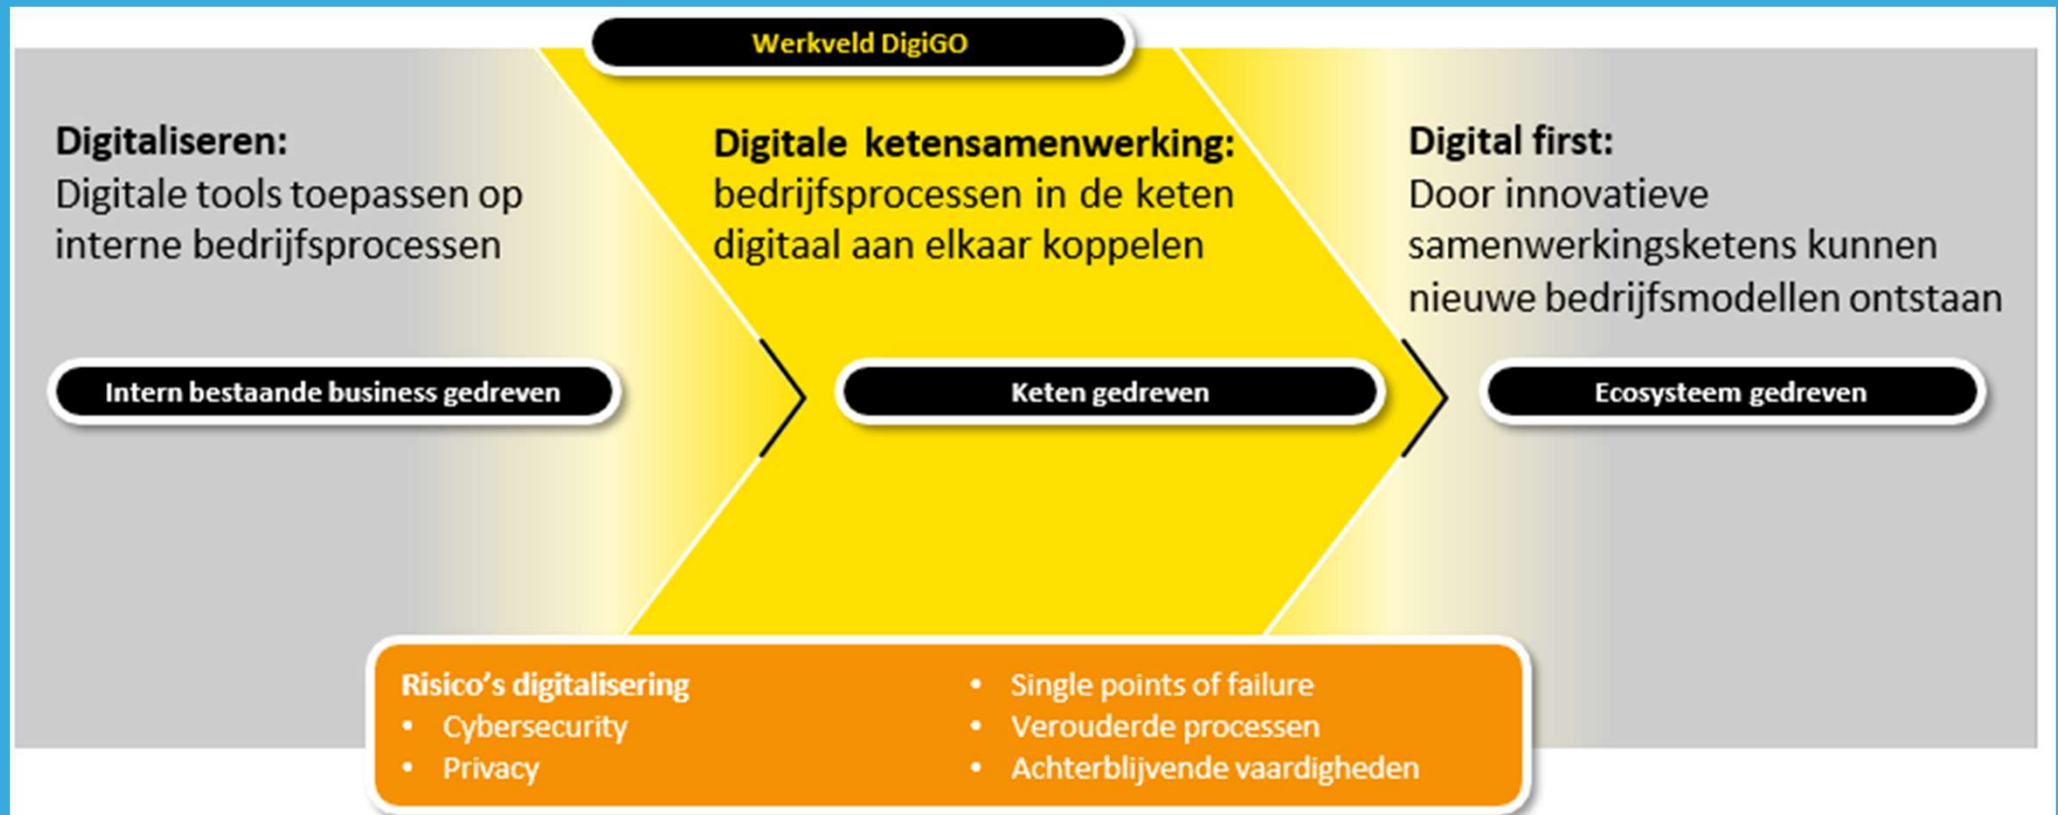 Werkveld DigiGO
Digitaliseren:
Digitale tools toepassen op
interne bedrijfsprocessen
Intern bestaande business gedreven
Digitale ketensamenwerking:
bedrijfsprocessen in de keten
digitaal aan elkaar koppelen
Keten gedreven
Digital first:
Door innovatieve
samenwerkingsketens kunnen
nieuwe bedrijfsmodellen ontstaan
Ecosysteem gedreven
Risico's digitalisering
• Cybersecurity
• Privacy
• Single points of failure
• Verouderde processen
• Achterblijvende vaardigheden